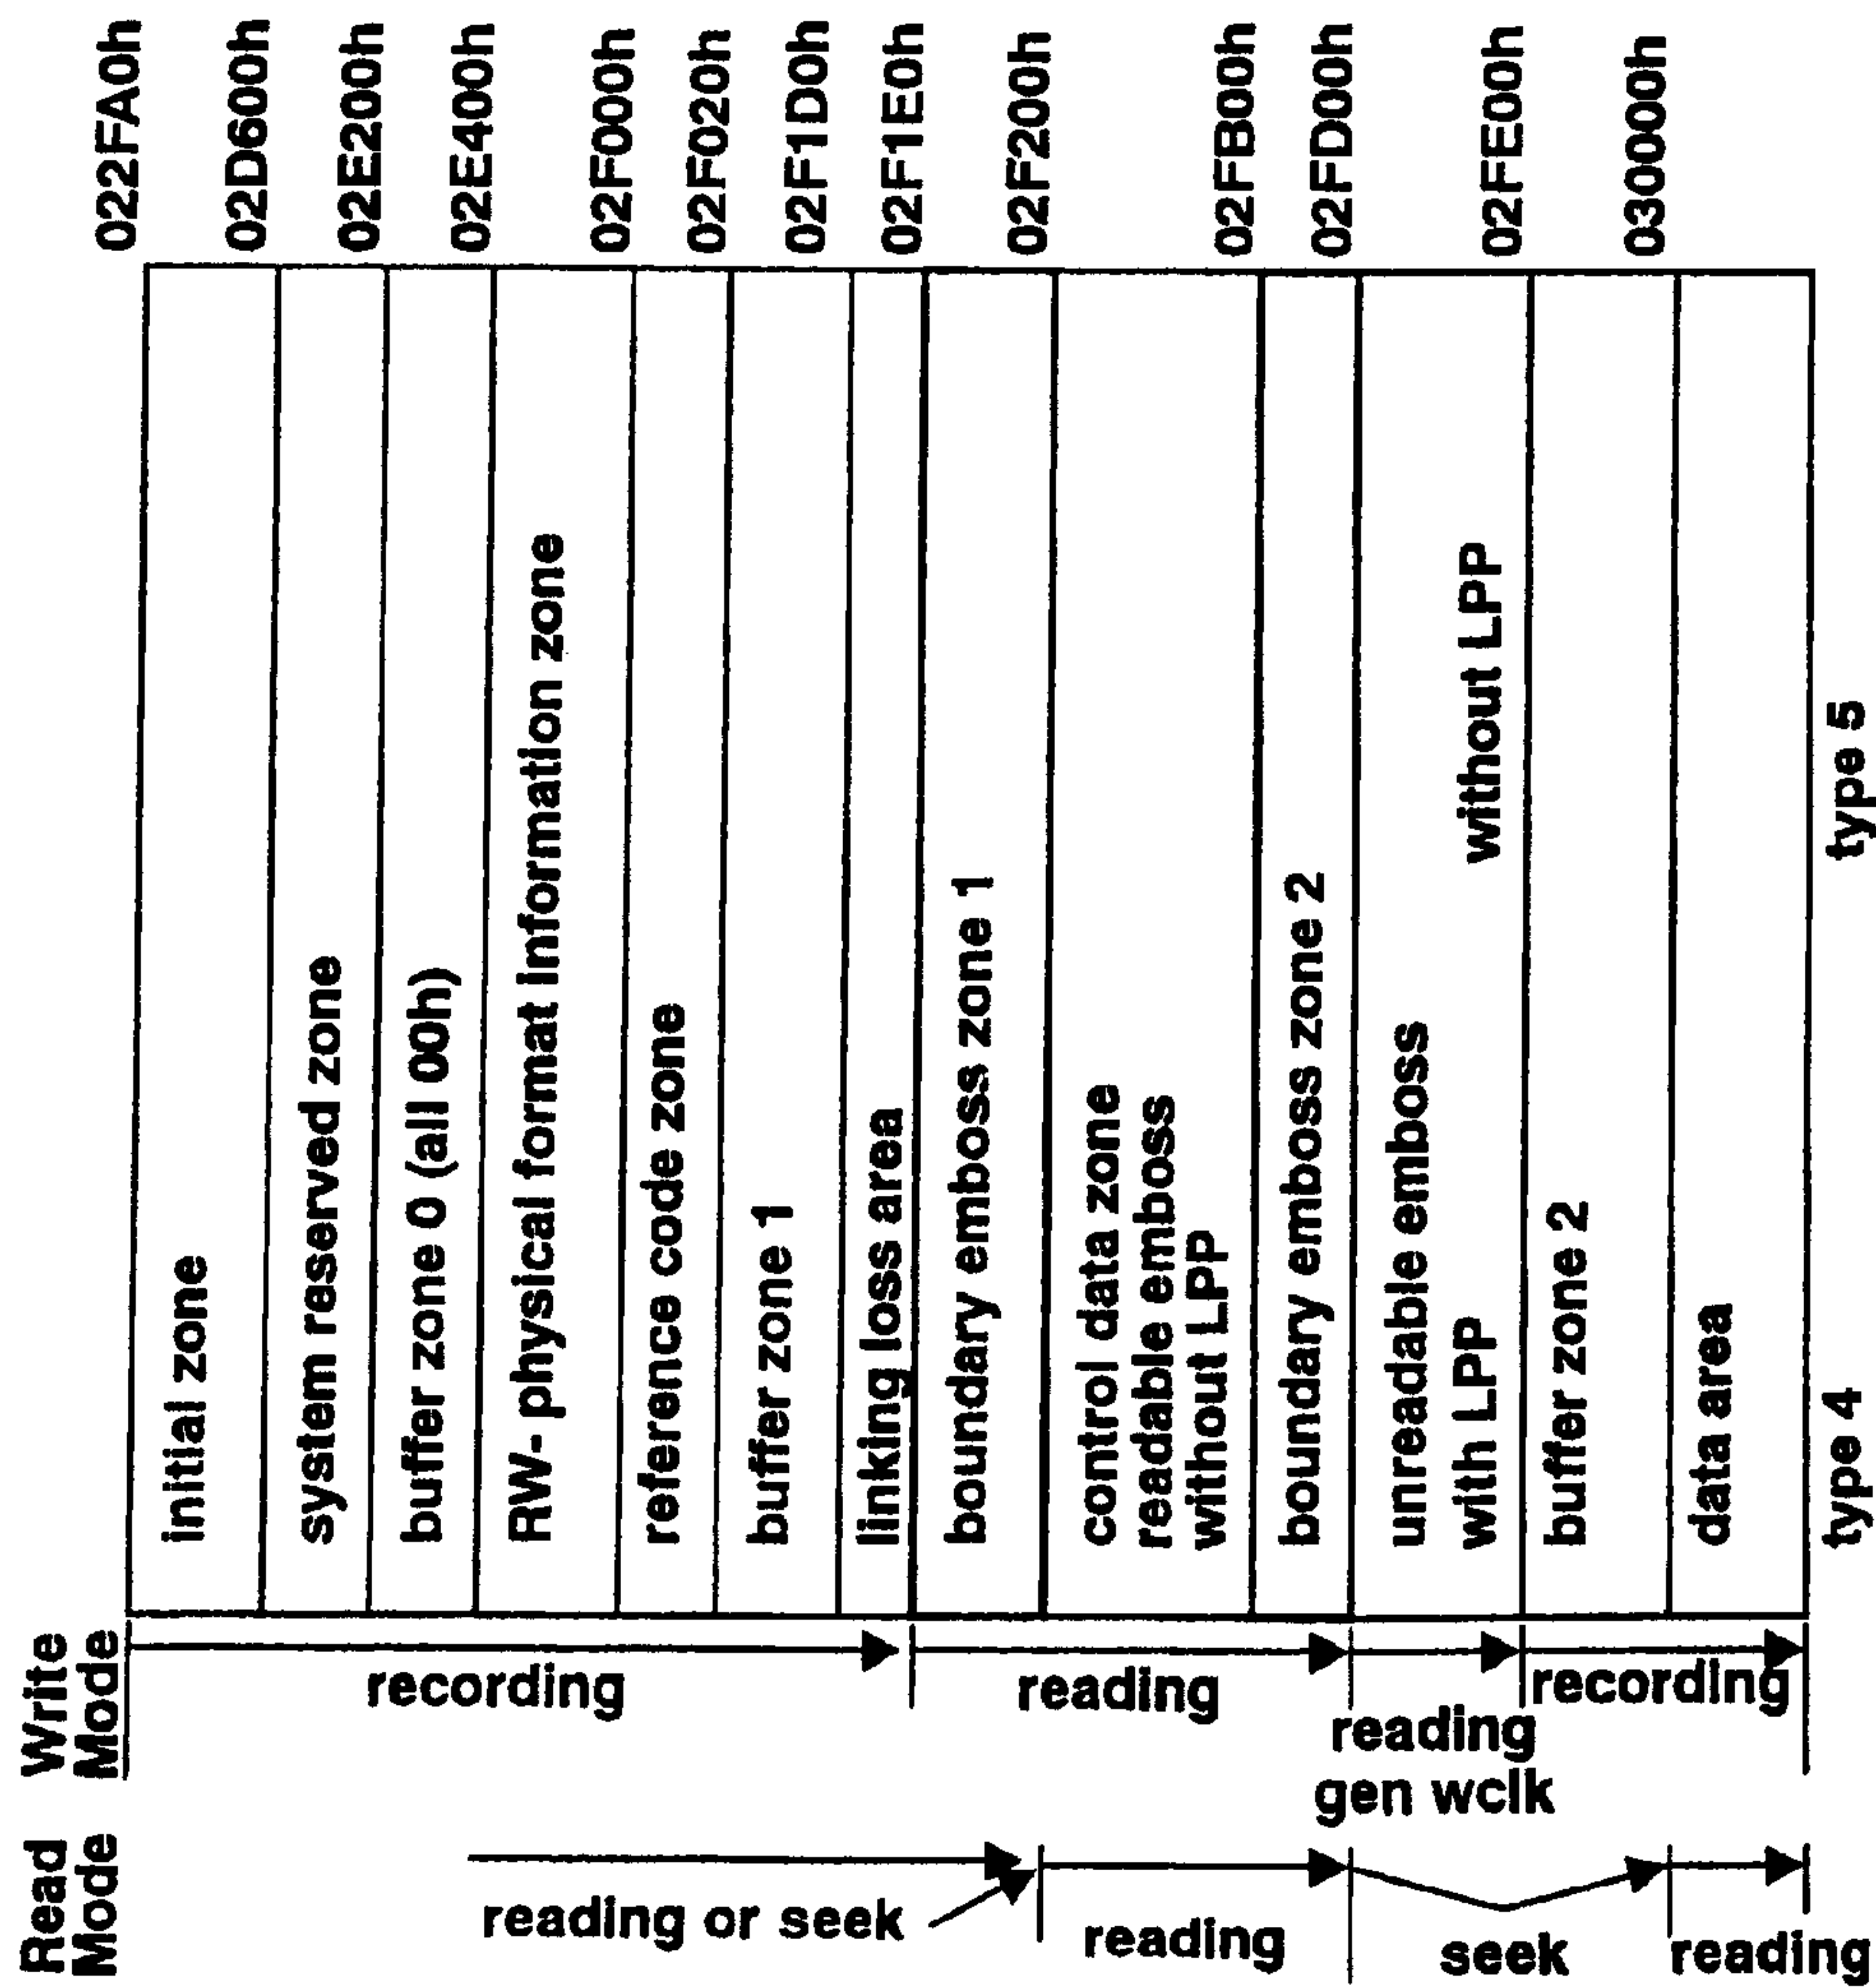 022FA0h
02D600h
02E200h
02E400h
02F000h
02F020h
02F1D0h
02F1E0h
02F200h
02FB00h
02FD00h
02FE00h
030000h
initial zone
system reserved zone
buffer zone 0 (all 00h)
RW- physical format information zone
reference code zone
buffer zone 1
linking loss area
boundary emboss zone 1
control data zone
readable emboss
without LPP
boundary emboss zone 2
unreadable emboss
with LPP
without LPP
buffer zone 2
data area
type 4
type 5
Write
Mode
recording
reading
reading
gen wclk
recording
Read
Mode
reading or seek
reading
seek
reading